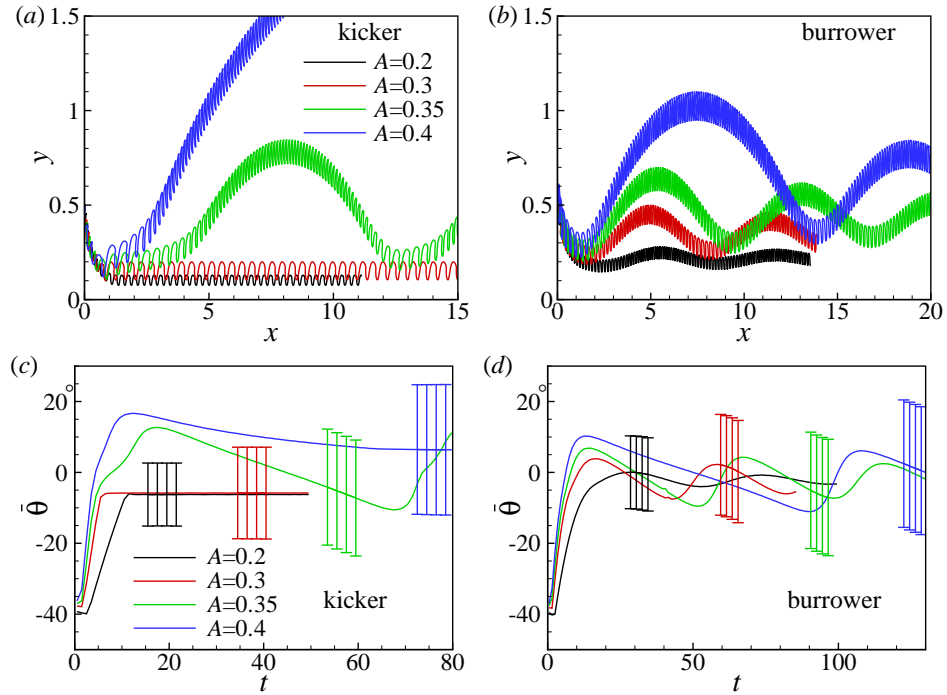 (a)
1.5
1
0.5
0
y
kicker
A=0.2
A=0.3
A=0.35
A=0.4
0
5
10
15
x
(b)
1.5
1
0.5
0
y
burrower
0
5
10
15
20
x
(c)
20
0
-20
-40
°
θ̄
A=0.2
A=0.3
A=0.35
A=0.4
kicker
0
20
40
60
80
t
(d)
20
0
-20
-40
°
θ̄
burrower
0
50
100
t